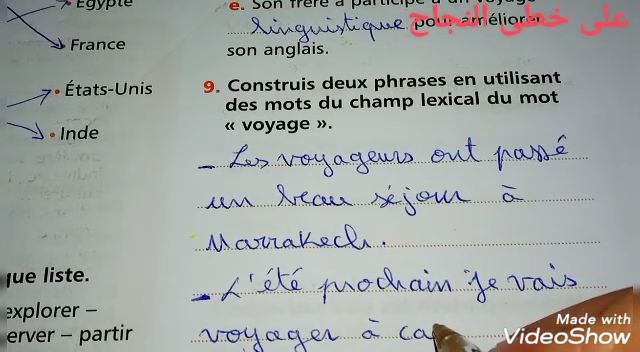 Égypte
France
États-Unis
Inde
que liste.
explorer –
erver – partir
e. Son frère a participé à un voyage
linguistique pour améliorer
son anglais.
على خطى النجاح
9. Construis deux phrases en utilisant
des mots du champ lexical du mot
« voyage ».
- Les voyageurs ont passé
un beau séjour à
Marrakech.
- L'été prochain je vais
voyager à ca
Made with
VideoShow